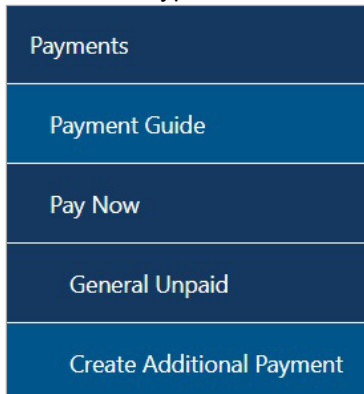 Payments
Payment Guide
Pay Now
General Unpaid
Create Additional Payment